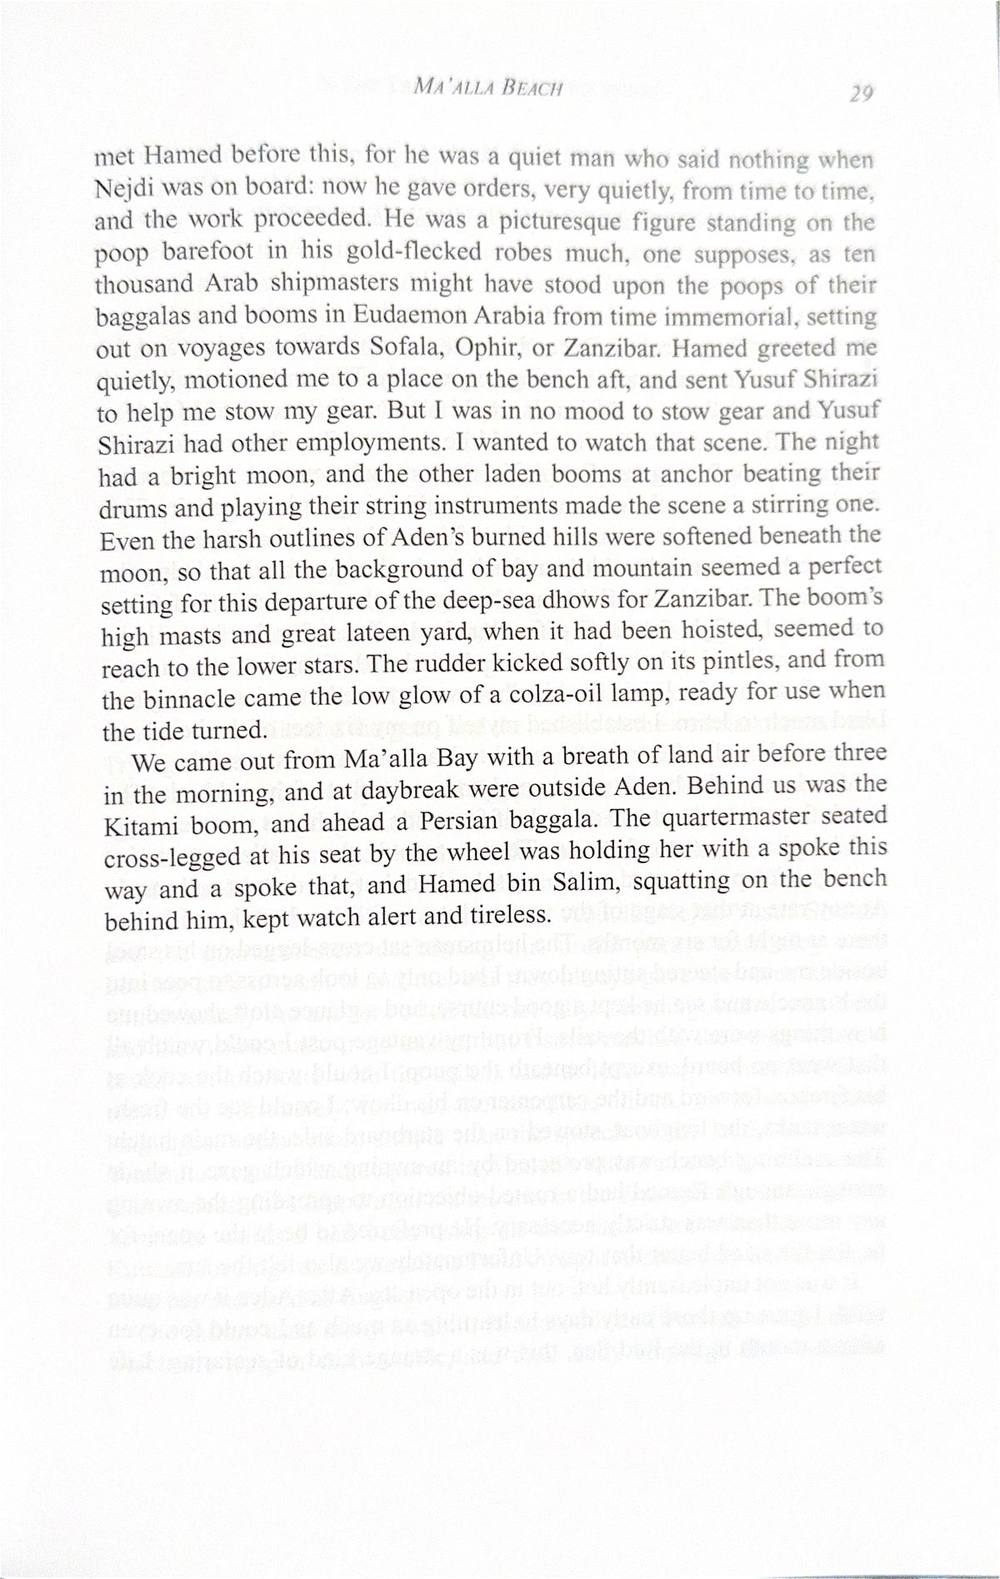 MA'ALLA BEACH
29
met Hamed before this, for he was a quiet man who said nothing when
Nejdi was on board: now he gave orders, very quietly, from time to time,
and the work proceeded. He was a picturesque figure standing on the
poop barefoot in his gold-flecked robes much, one supposes, as ten
thousand Arab shipmasters might have stood upon the poops of their
baggalas and booms in Eudaemon Arabia from time immemorial, setting
out on voyages towards Sofala, Ophir, or Zanzibar. Hamed greeted me
quietly, motioned me to a place on the bench aft, and sent Yusuf Shirazi
to help me stow my gear. But I was in no mood to stow gear and Yusuf
Shirazi had other employments. I wanted to watch that scene. The night
had a bright moon, and the other laden booms at anchor beating their
drums and playing their string instruments made the scene a stirring one.
Even the harsh outlines of Aden's burned hills were softened beneath the
moon, so that all the background of bay and mountain seemed a perfect
setting for this departure of the deep-sea dhows for Zanzibar. The boom's
high masts and great lateen yard, when it had been hoisted, seemed to
reach to the lower stars. The rudder kicked softly on its pintles, and from
the binnacle came the low glow of a colza-oil lamp, ready for use when
the tide turned.
We came out from Ma'alla Bay with a breath of land air before three
in the morning, and at daybreak were outside Aden. Behind us was the
Kitami boom, and ahead a Persian baggala. The quartermaster seated
cross-legged at his seat by the wheel was holding her with a spoke this
way and a spoke that, and Hamed bin Salim, squatting on the bench
behind him, kept watch alert and tireless.